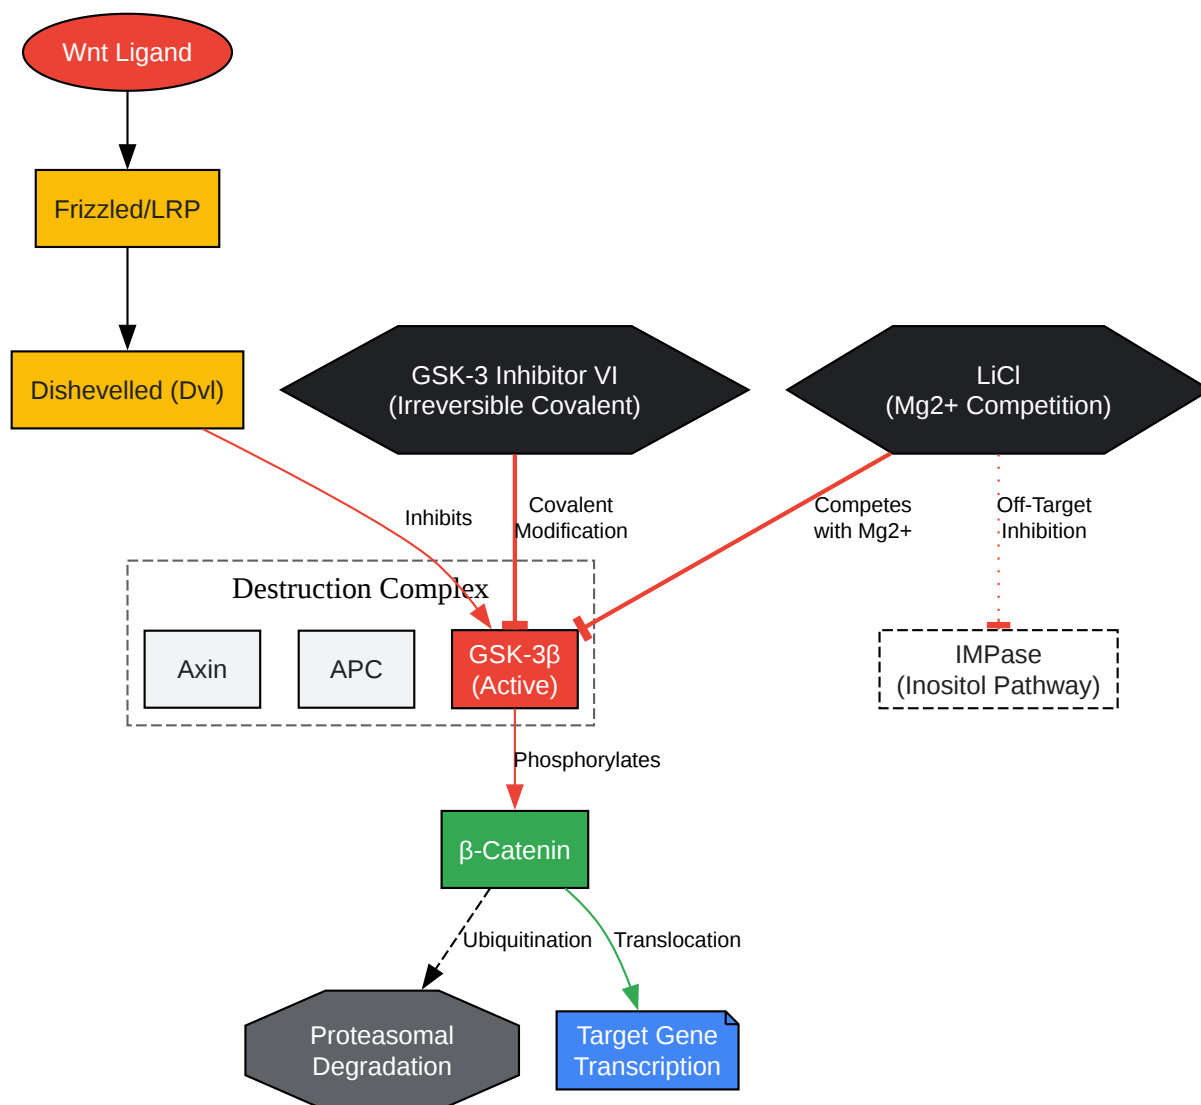 Wnt Ligand
Frizzled/LRP
Dishevelled (Dvl)
GSK-3 Inhibitor VI
(Irreversible Covalent)
LiCl
(Mg2+ Competition)
Inhibits
Covalent
Modification
Competes
with Mg2+
Off-Target
Inhibition
Destruction Complex
Axin
APC
GSK-3β
(Active)
IMPase
(Inositol Pathway)
Phosphorylates
β-Catenin
Ubiquitination
Translocation
Proteasomal
Degradation
Target Gene
Transcription